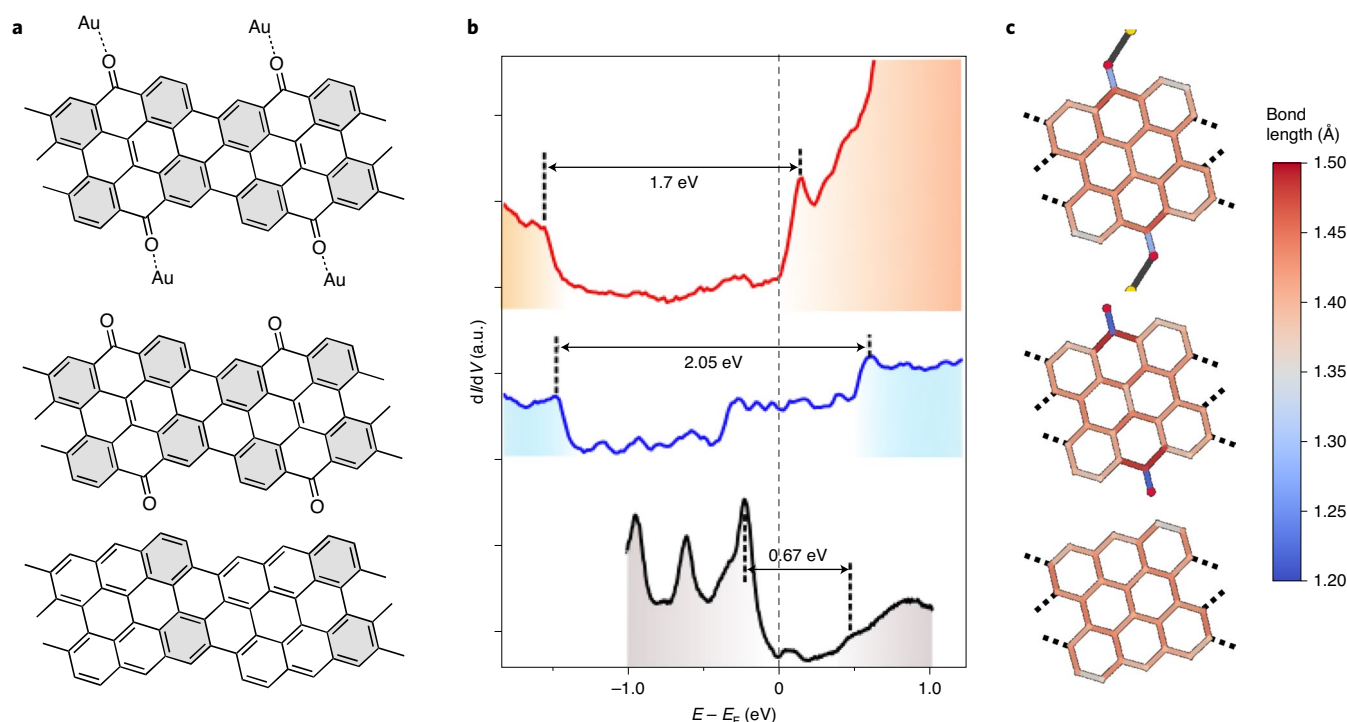 a
Au
Au
O
O
O
O
Au
Au
O
O
O
O
b
1.7 eV
2.05 eV
0.67 eV
dI/dV (a.u.)
–1.0
0
1.0
E – EF (eV)
c
Bond
length (Å)
1.50
1.45
1.40
1.35
1.30
1.25
1.20